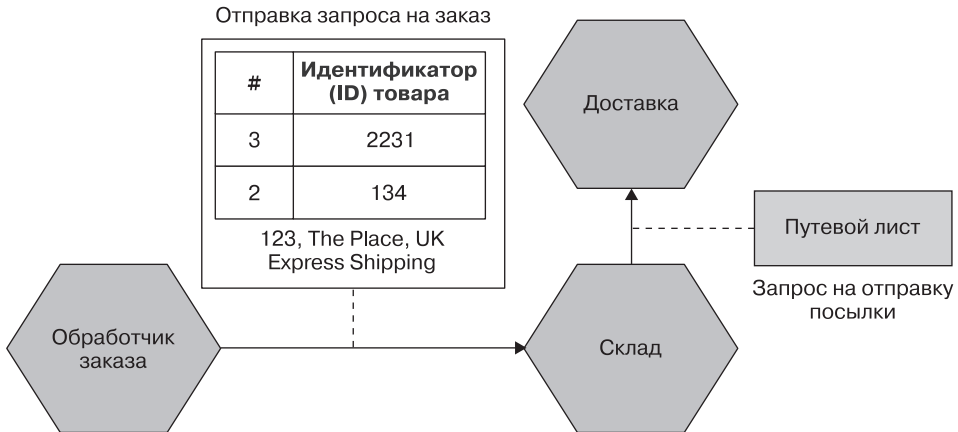 Отправка запроса на заказ
#
Идентификатор
(ID) товара
3
2231
2
134
123, The Place, UK
Express Shipping
Доставка
Путевой лист
Запрос на отправку
посылки
Обработчик
заказа
Склад